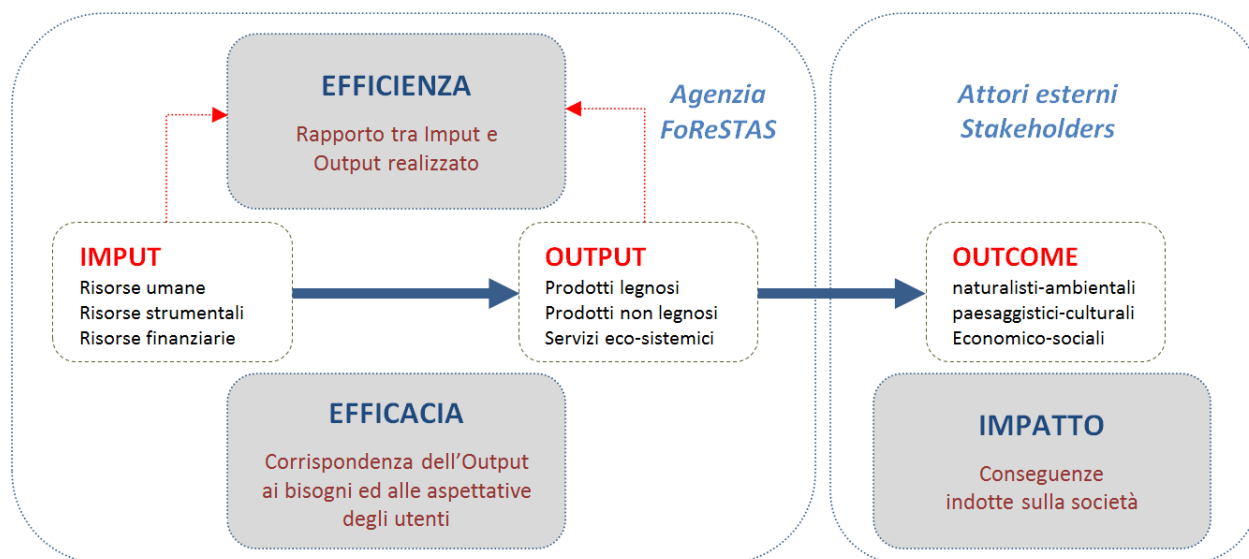 EFFICIENZA
Rapporto tra Imput e
Output realizzato
Agenzia
FoReSTAS
Attori esterni
Stakeholders
IMPUT
Risorse umane
Risorse strumentali
Risorse finanziarie
OUTPUT
Prodotti legnosi
Prodotti non legnosi
Servizi eco-sistemici
OUTCOME
naturalisti-ambientali
paesaggistici-culturali
Economico-sociali
EFFICACIA
Corrispondenza dell’Output
ai bisogni ed alle aspettative
degli utenti
IMPATTO
Conseguenze
indotte sulla società